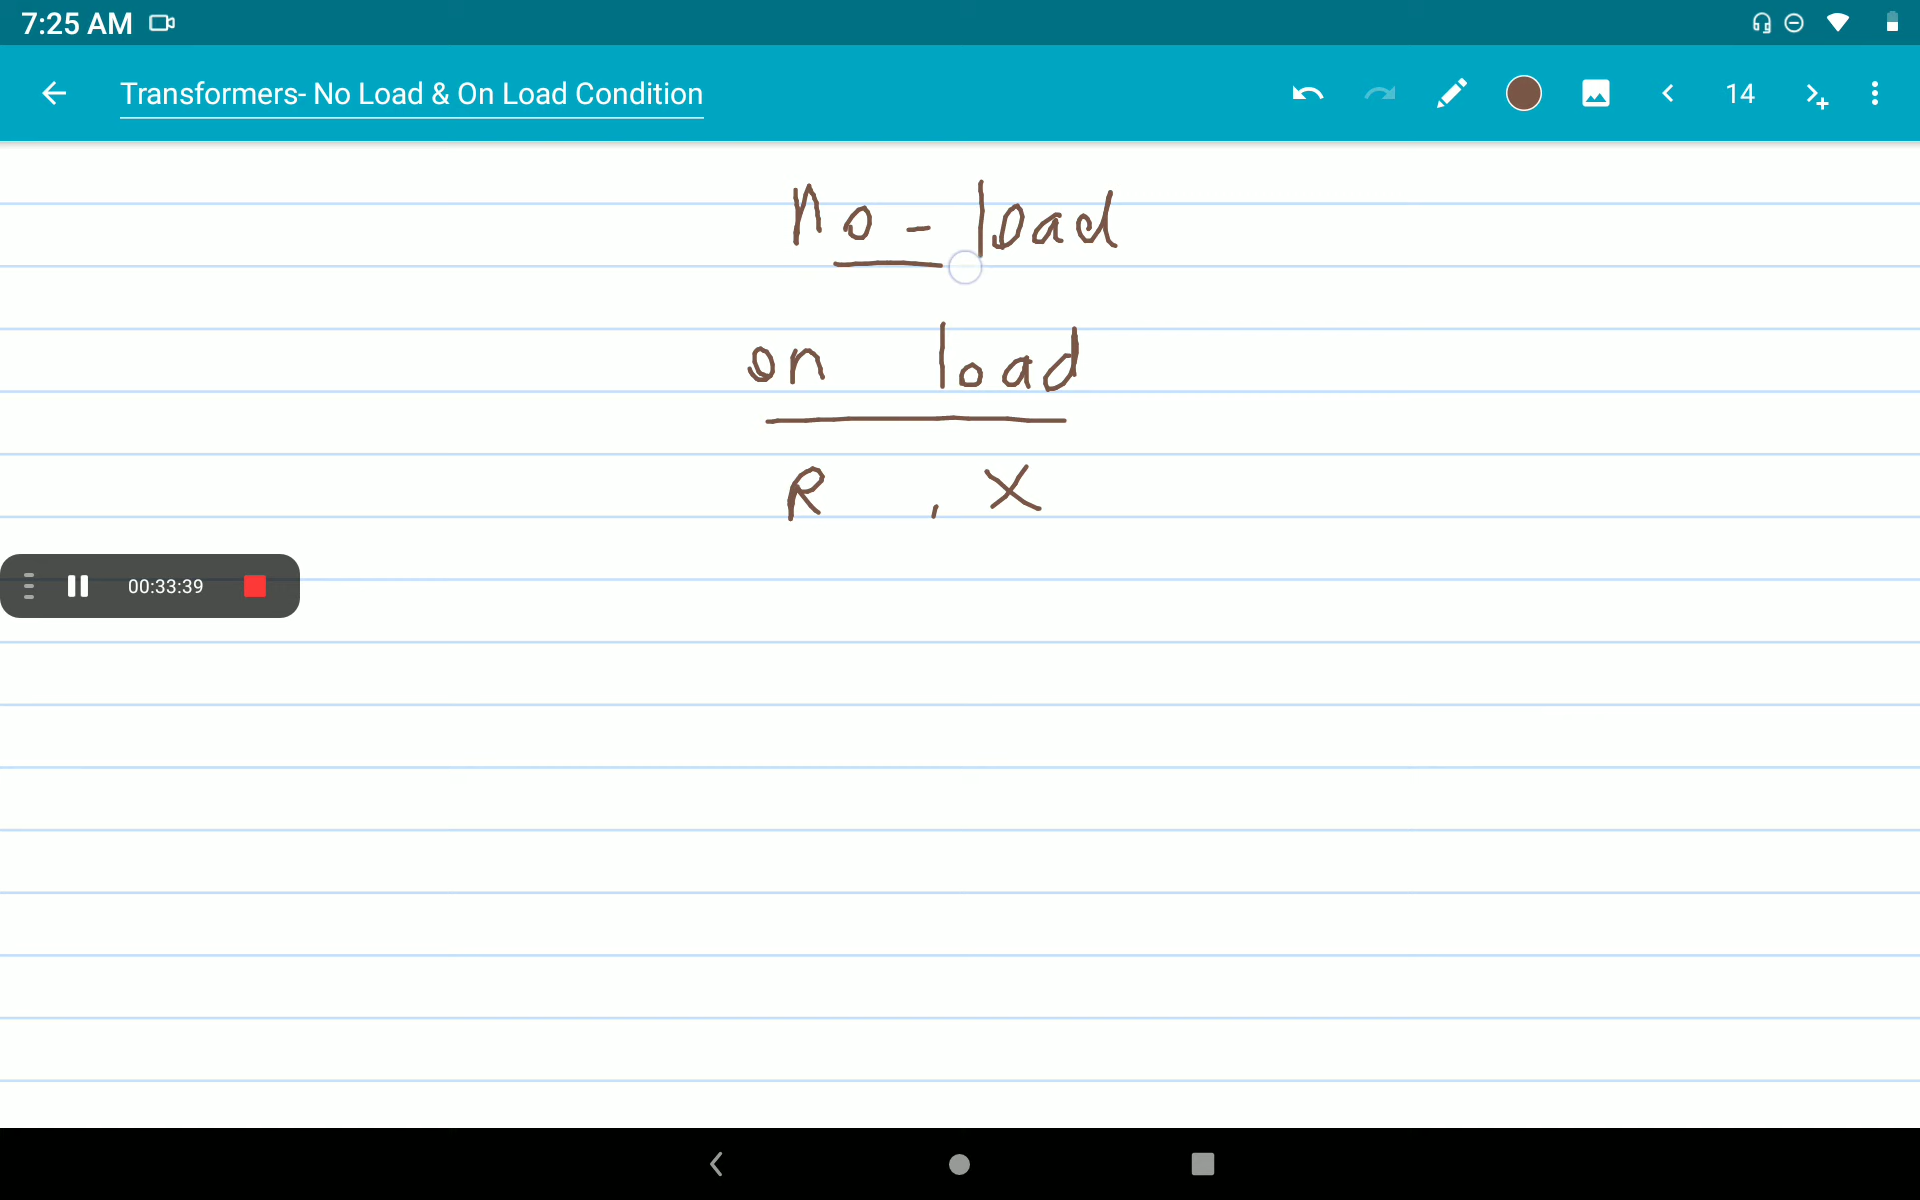 7:25 AM
Transformers- No Load & On Load Condition
14
No - load
on load
R , X
00:33:39